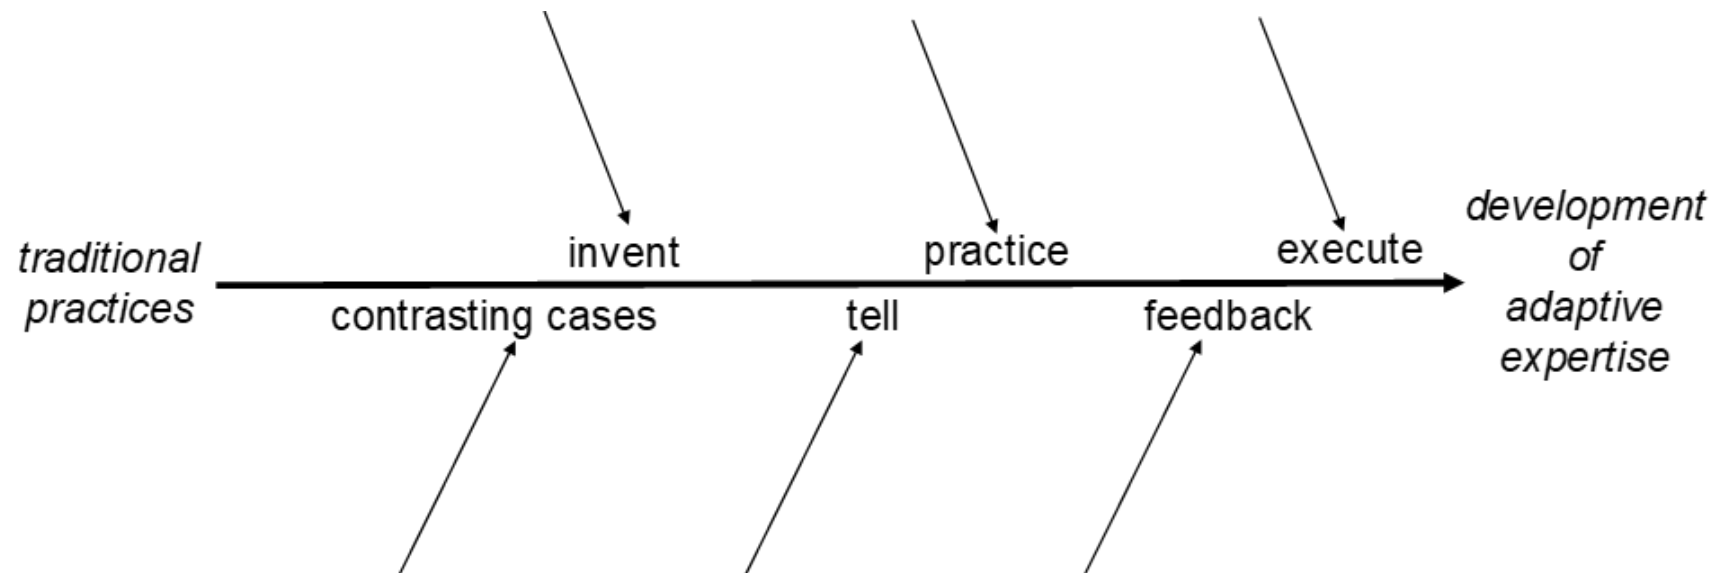 traditional
practices
invent
practice
execute
contrasting cases
tell
feedback
development
of
adaptive
expertise